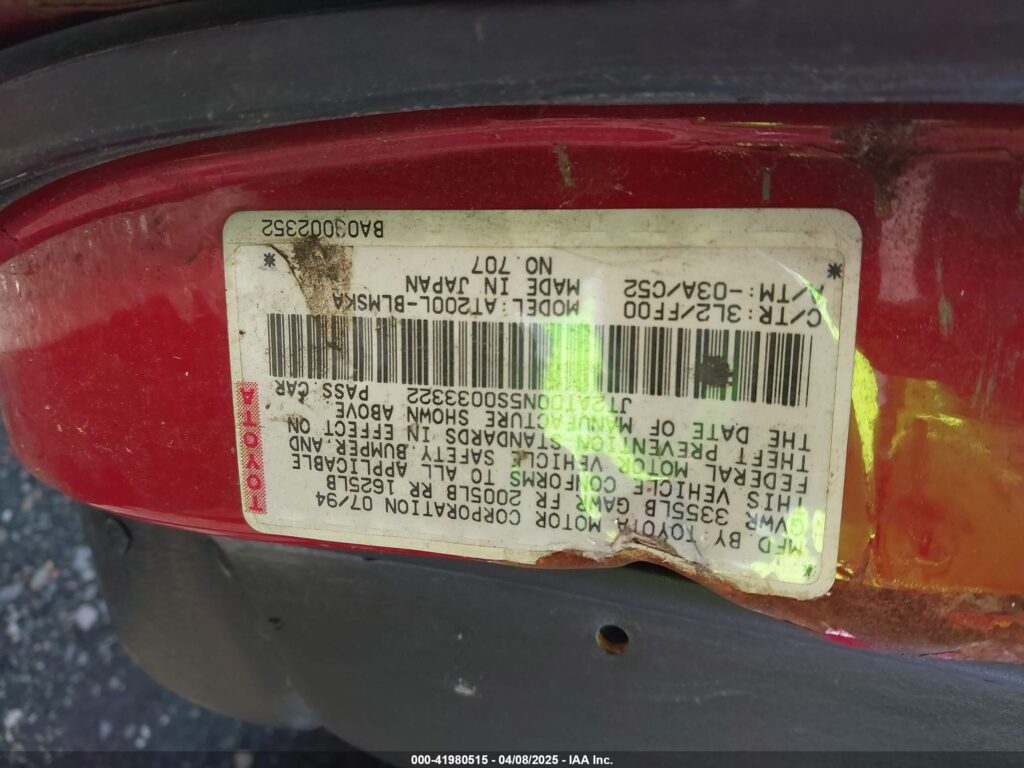 MFD. BY: TOYOTA MOTOR CORPORATION 07/94
GVWR 3355LB GAWR FR 2005LB RR 1625LB
THIS VEHICLE CONFORMS TO ALL APPLICABLE
FEDERAL MOTOR VEHICLE SAFETY, BUMPER, AND
THEFT PREVENTION STANDARDS IN EFFECT ON
THE DATE OF MANUFACTURE SHOWN ABOVE.
JT2AT00N5S0033322 PASS. CAR
TOYOTA
C/TR: 3L2/FF00 MODEL: AT200L-BLMSKA
A/TM: -03A/C52 MADE IN JAPAN
NO. 707
000-41980515 - 04/08/2025 - IAA Inc.